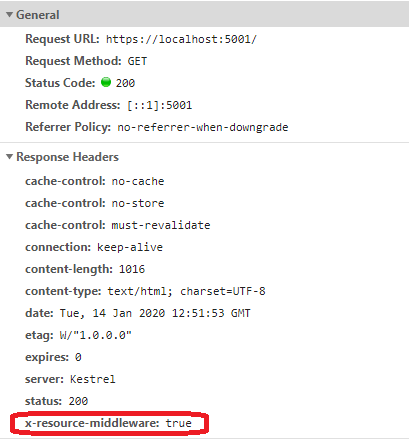 General
Request URL: https://localhost:5001/
Request Method: GET
Status Code: 200
Remote Address: [::1]:5001
Referrer Policy: no-referrer-when-downgrade
Response Headers
cache-control: no-cache
cache-control: no-store
cache-control: must-revalidate
connection: keep-alive
content-length: 1016
content-type: text/html; charset=UTF-8
date: Tue, 14 Jan 2020 12:51:53 GMT
etag: W/"1.0.0.0"
expires: 0
server: Kestrel
status: 200
x-resource-middleware: true